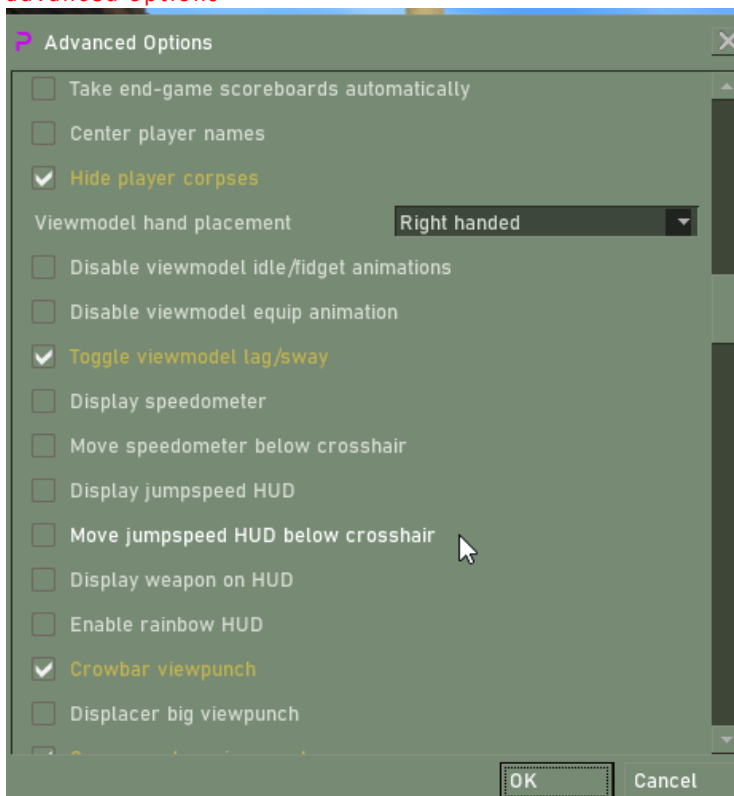 advanced options
Advanced Options
Take end-game scoreboards automatically
Center player names
Hide player corpses
Viewmodel hand placement Right handed
Disable viewmodel idle/fidget animations
Disable viewmodel equip animation
Toggle viewmodel lag/sway
Display speedometer
Move speedometer below crosshair
Display jumpspeed HUD
Move jumpspeed HUD below crosshair
Display weapon on HUD
Enable rainbow HUD
Crowbar viewpunch
Displacer big viewpunch
OK Cancel